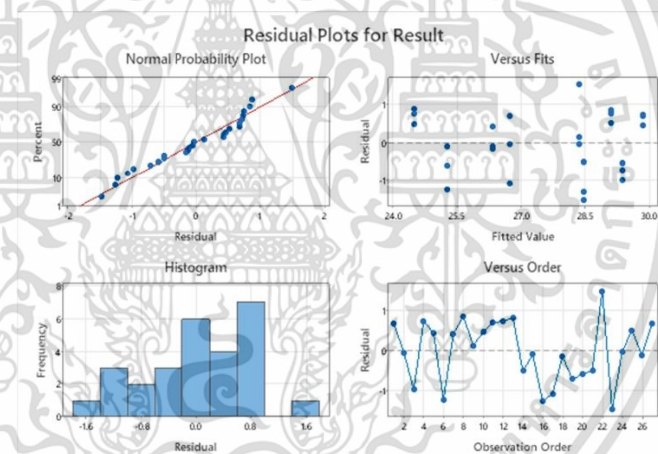 Residual Plots for Result
Normal Probability Plot
Versus Fits
99
90
50
10
1
Percent
-2 -1 0 1 2
Residual
1
0
-1
Residual
24.0 25.5 27.0 28.5 30.0
Fitted Value
Histogram
Versus Order
8
6
4
2
0
Frequency
-1.6 -0.8 0.0 0.8 1.6
Residual
1
0
-1
Residual
2 4 6 8 10 12 14 16 18 20 22 24 26
Observation Order